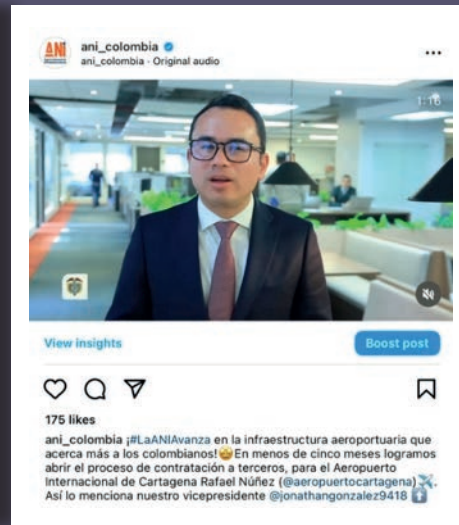 ANI
ani_colombia
ani_colombia · Original audio
1:16
View insights
Boost post
175 likes
ani_colombia ¡#LaANIAvanza en la infraestructura aeroportuaria que
acerca más a los colombianos!🤩En menos de cinco meses logramos
abrir el proceso de contratación a terceros, para el Aeropuerto
Internacional de Cartagena Rafael Núñez (@aeropuertocartagena)✈️.
Así lo menciona nuestro vicepresidente @jonathangonzalez9418 ⬆️